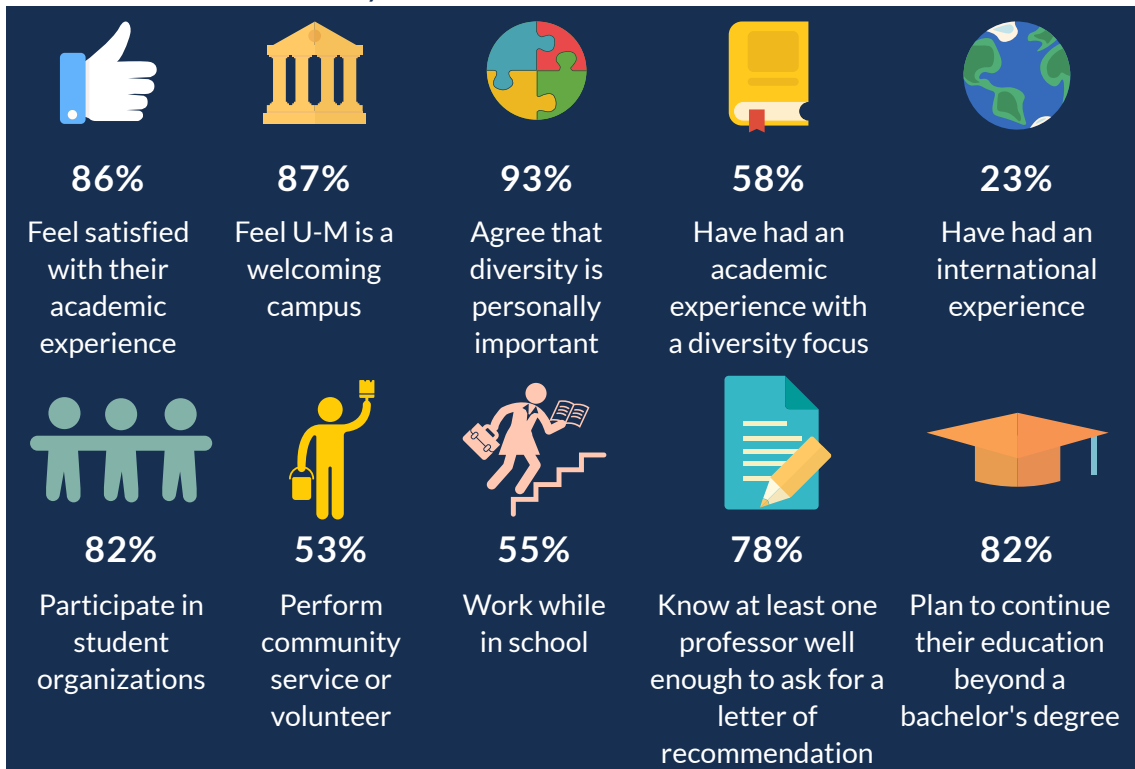 86%
Feel satisfied
with their
academic
experience
87%
Feel U-M is a
welcoming
campus
93%
Agree that
diversity is
personally
important
58%
Have had an
academic
experience with
a diversity focus
23%
Have had an
international
experience
82%
Participate in
student
organizations
53%
Perform
community
service or
volunteer
55%
Work while
in school
78%
Know at least one
professor well
enough to ask for a
letter of
recommendation
82%
Plan to continue
their education
beyond a
bachelor's degree